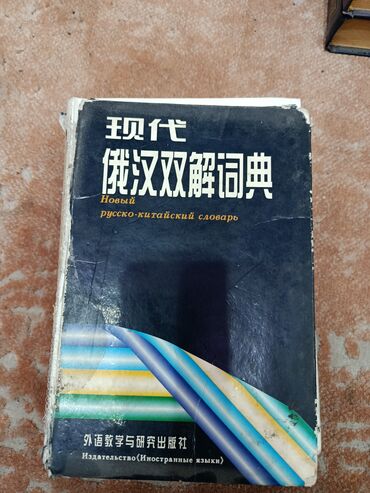 现代
俄汉双解词典
Новый
русско-китайский словарь
外语教学与研究出版社
Издательство(Иностранные языки)